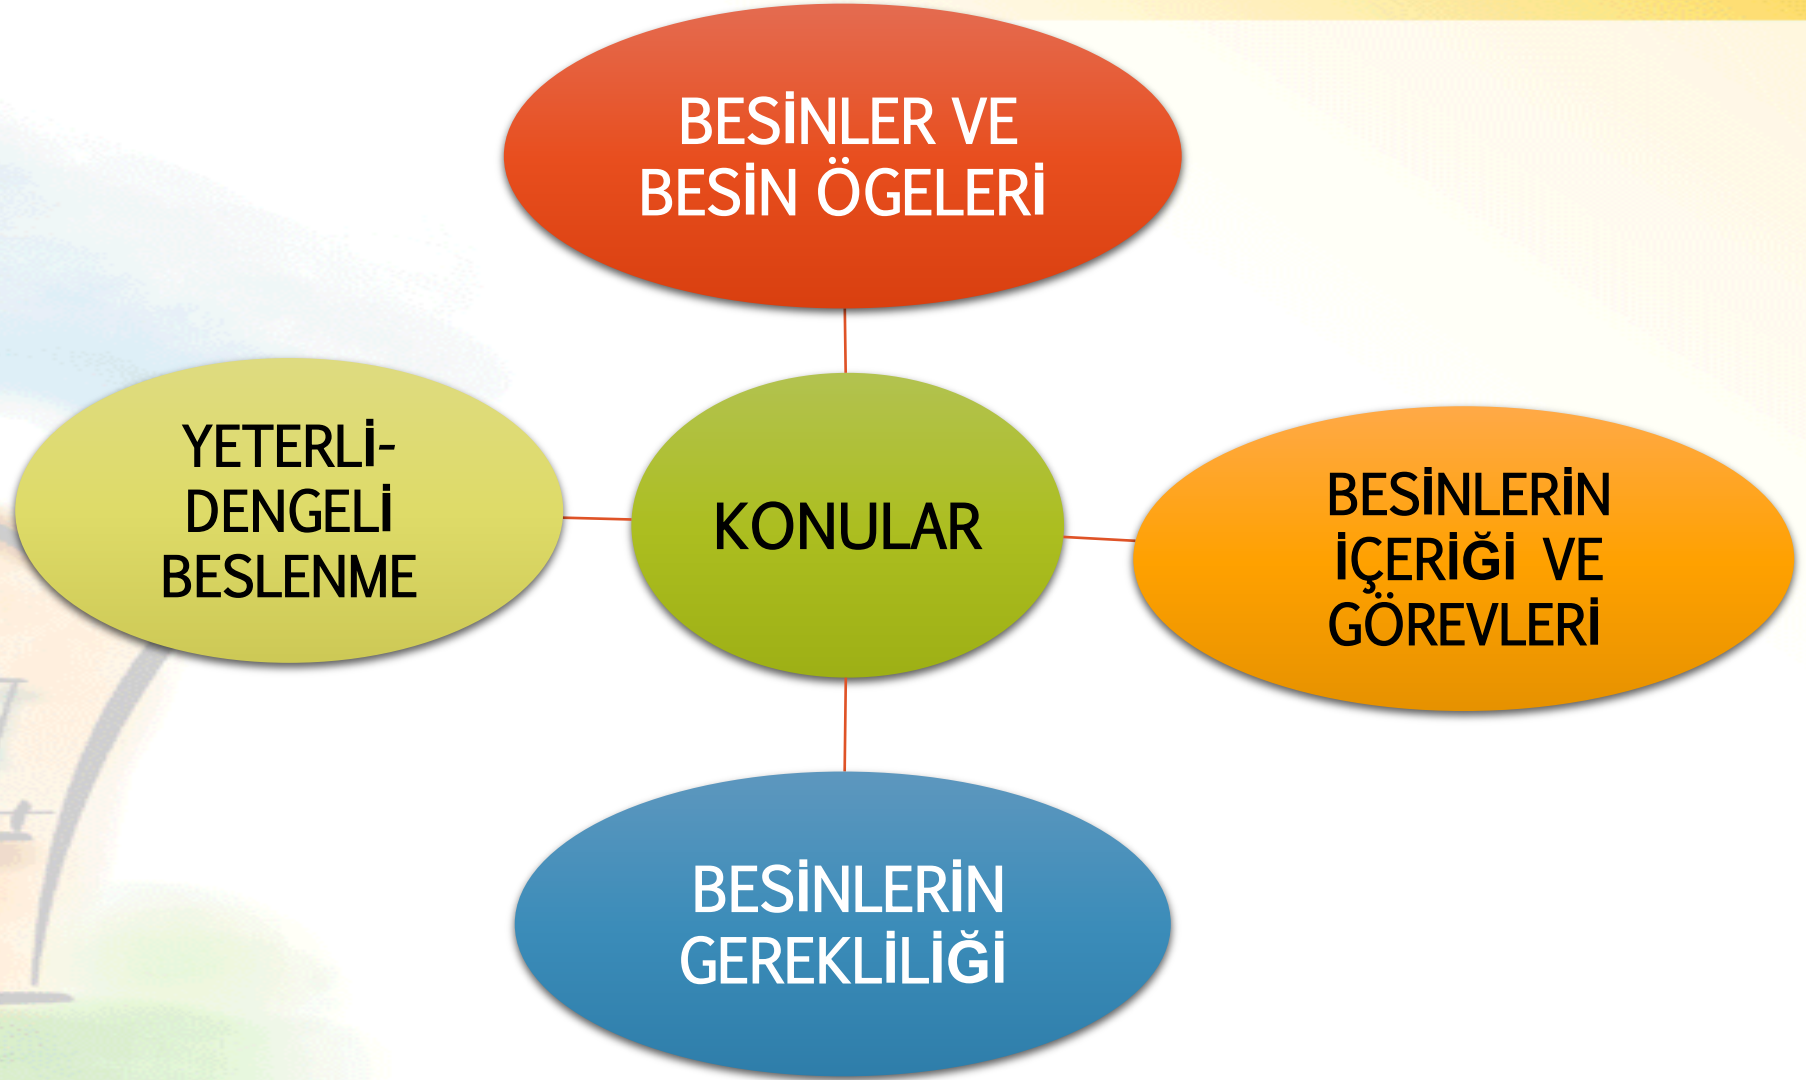 BESİNLER VE
BESİN ÖGELERİ
YETERLİ-
DENGELİ
BESLENME
KONULAR
BESİNLERİN
İÇERİĞİ VE
GÖREVLERİ
BESİNLERİN
GEREKLİLİĞİ